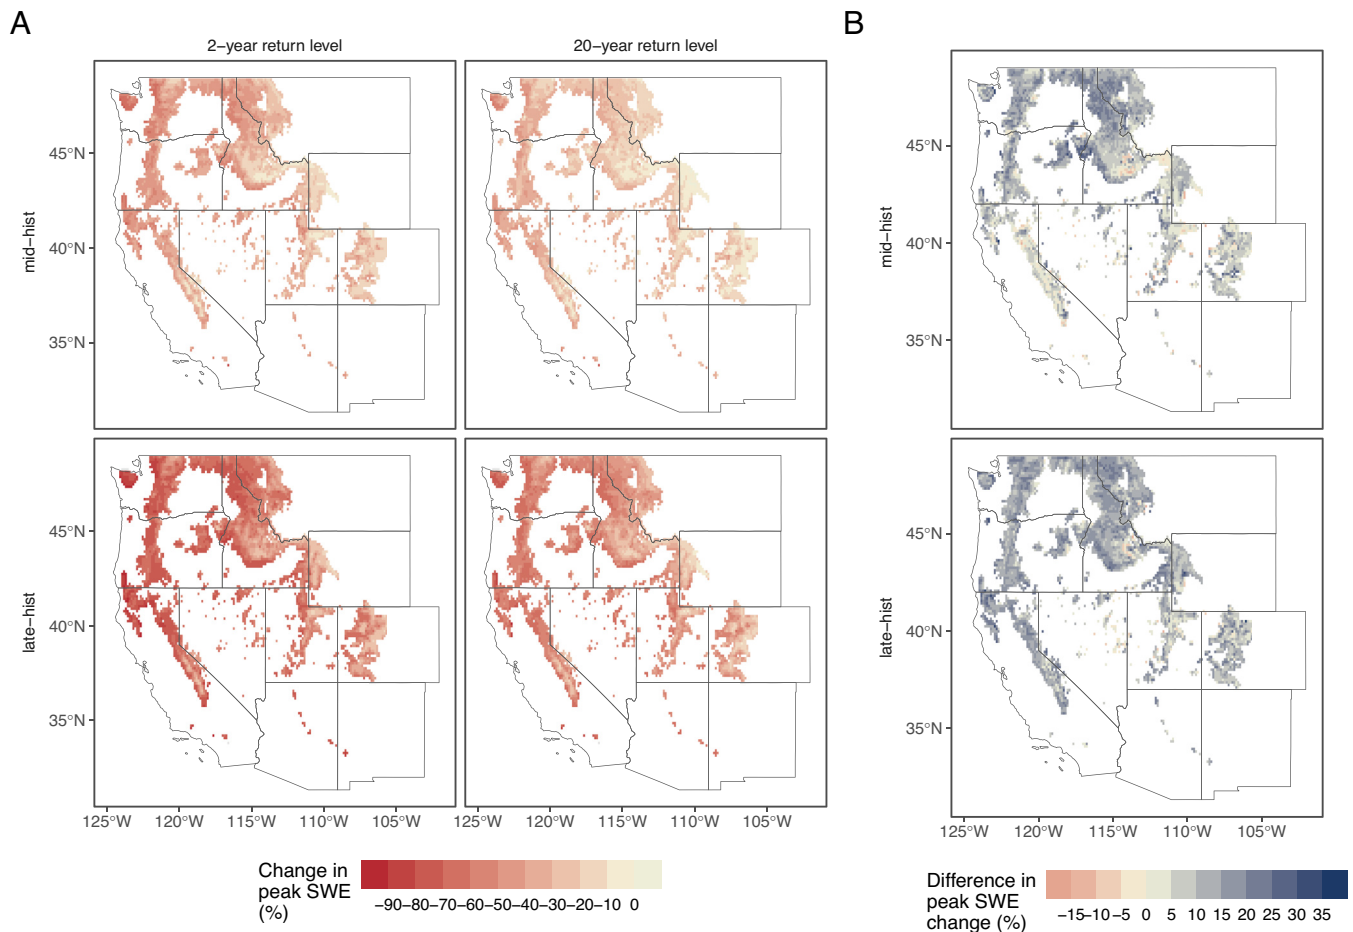 A
B
2−year return level
20−year return level
mid−hist
45°N
40°N
35°N
mid−hist
45°N
40°N
35°N
late−hist
45°N
40°N
35°N
late−hist
45°N
40°N
35°N
125°W 120°W 115°W 110°W 105°W
125°W 120°W 115°W 110°W 105°W
125°W 120°W 115°W 110°W 105°W
Change in
peak SWE
(%)
−90−80−70−60−50−40−30−20−10 0
Difference in
peak SWE
change (%)
−15−10 −5 0 5 10 15 20 25 30 35